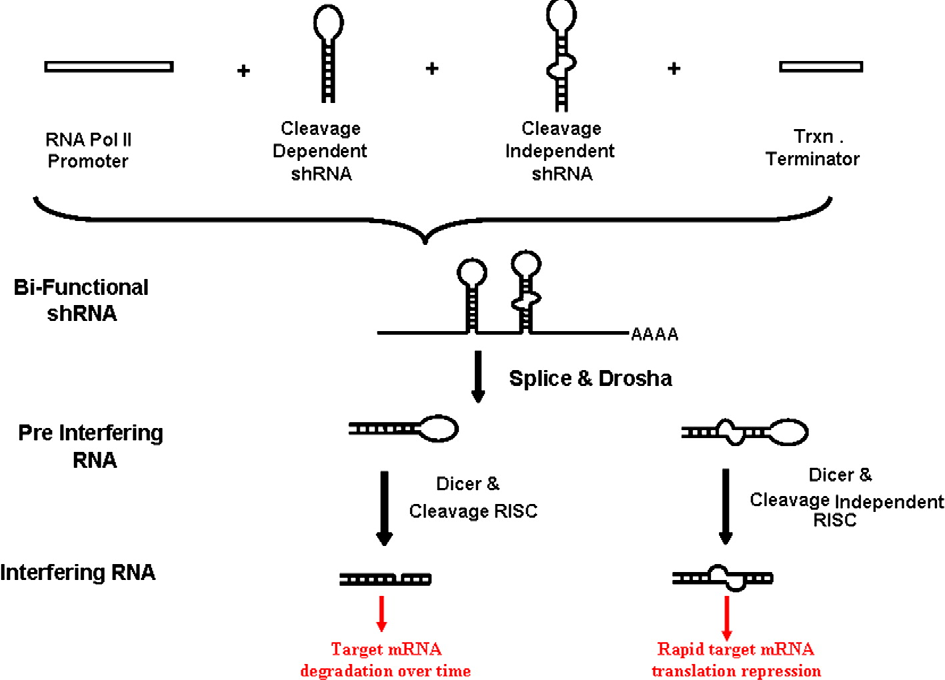 + + +
RNA Pol II
Promoter
Cleavage
Dependent
shRNA
Cleavage
Independent
shRNA
Trxn .
Terminator
Bi-Functional
shRNA
AAAA
Splice & Drosha
Pre Interfering
RNA
Dicer &
Cleavage RISC
Dicer &
Cleavage Independent
RISC
Interfering RNA
Target mRNA
degradation over time
Rapid target mRNA
translation repression